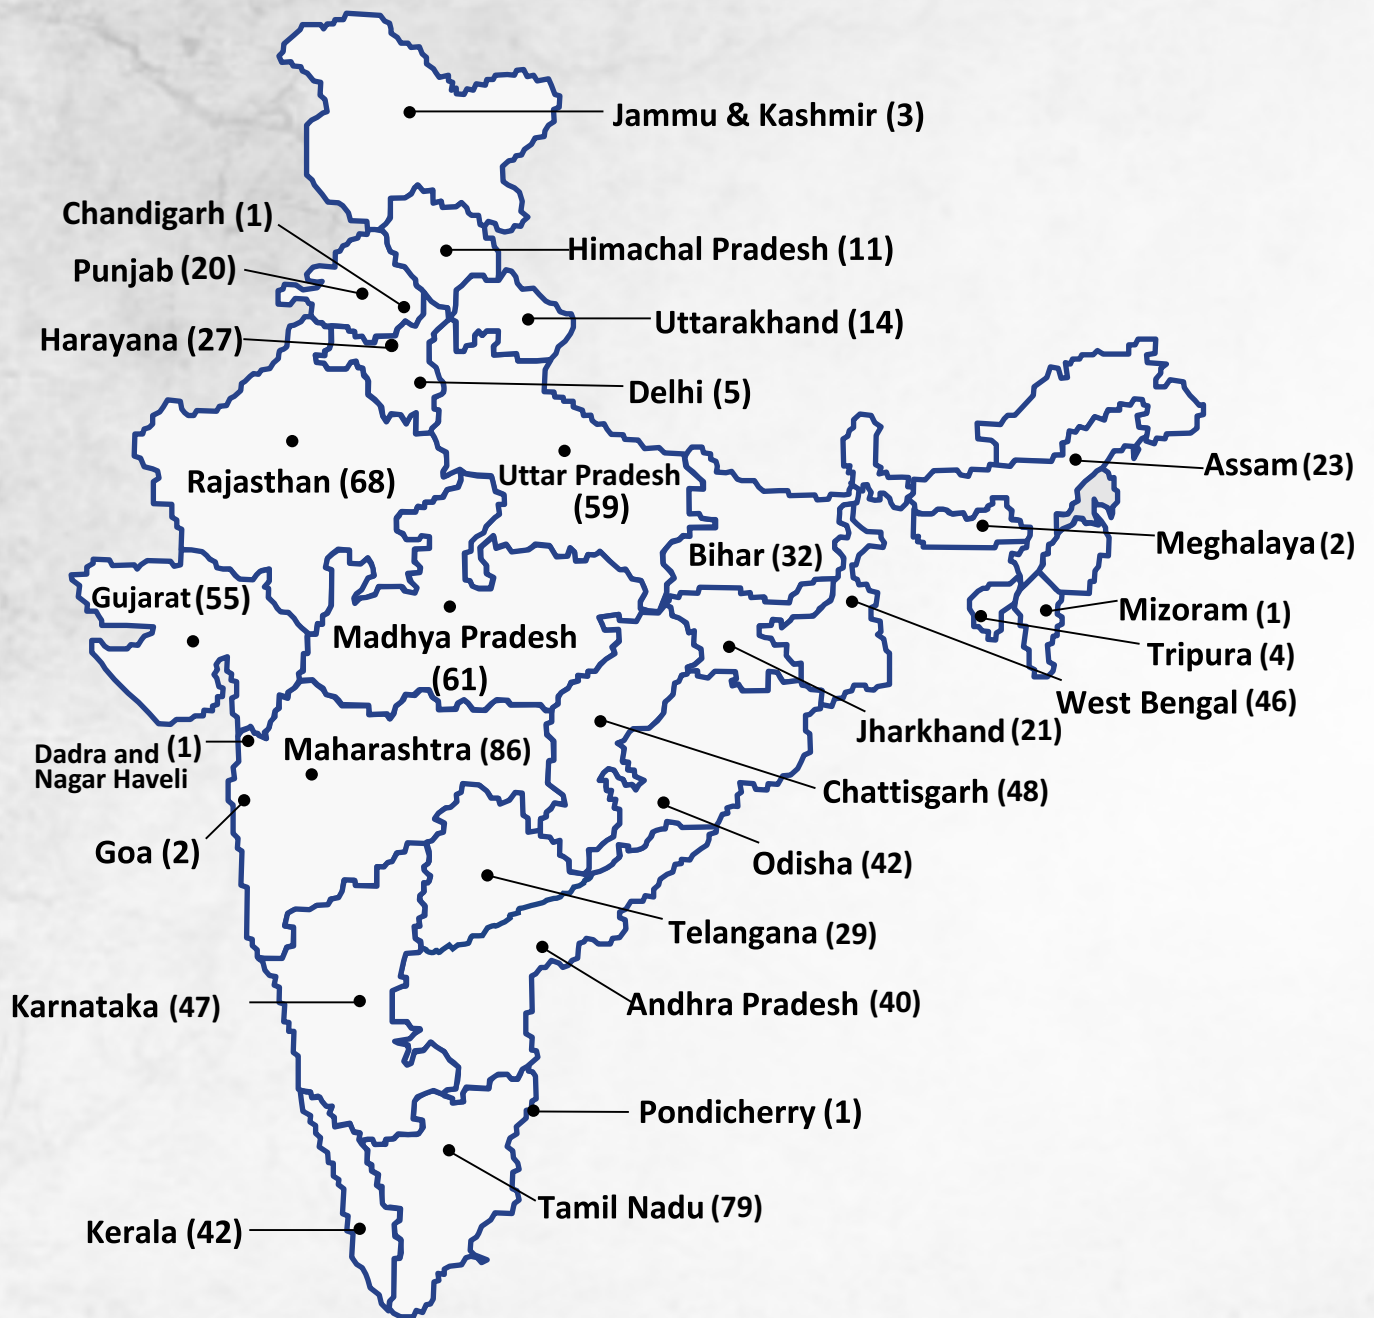 Jammu & Kashmir (3)
Chandigarh (1)
Himachal Pradesh (11)
Punjab (20)
Uttarakhand (14)
Harayana (27)
Delhi (5)
Rajasthan (68)
Uttar Pradesh
(59)
Assam (23)
Meghalaya (2)
Bihar (32)
Gujarat (55)
Mizoram (1)
Madhya Pradesh
(61)
Tripura (4)
West Bengal (46)
Jharkhand (21)
Dadra and (1)
Nagar Haveli
Maharashtra (86)
Chattisgarh (48)
Goa (2)
Odisha (42)
Telangana (29)
Karnataka (47)
Andhra Pradesh (40)
Pondicherry (1)
Tamil Nadu (79)
Kerala (42)